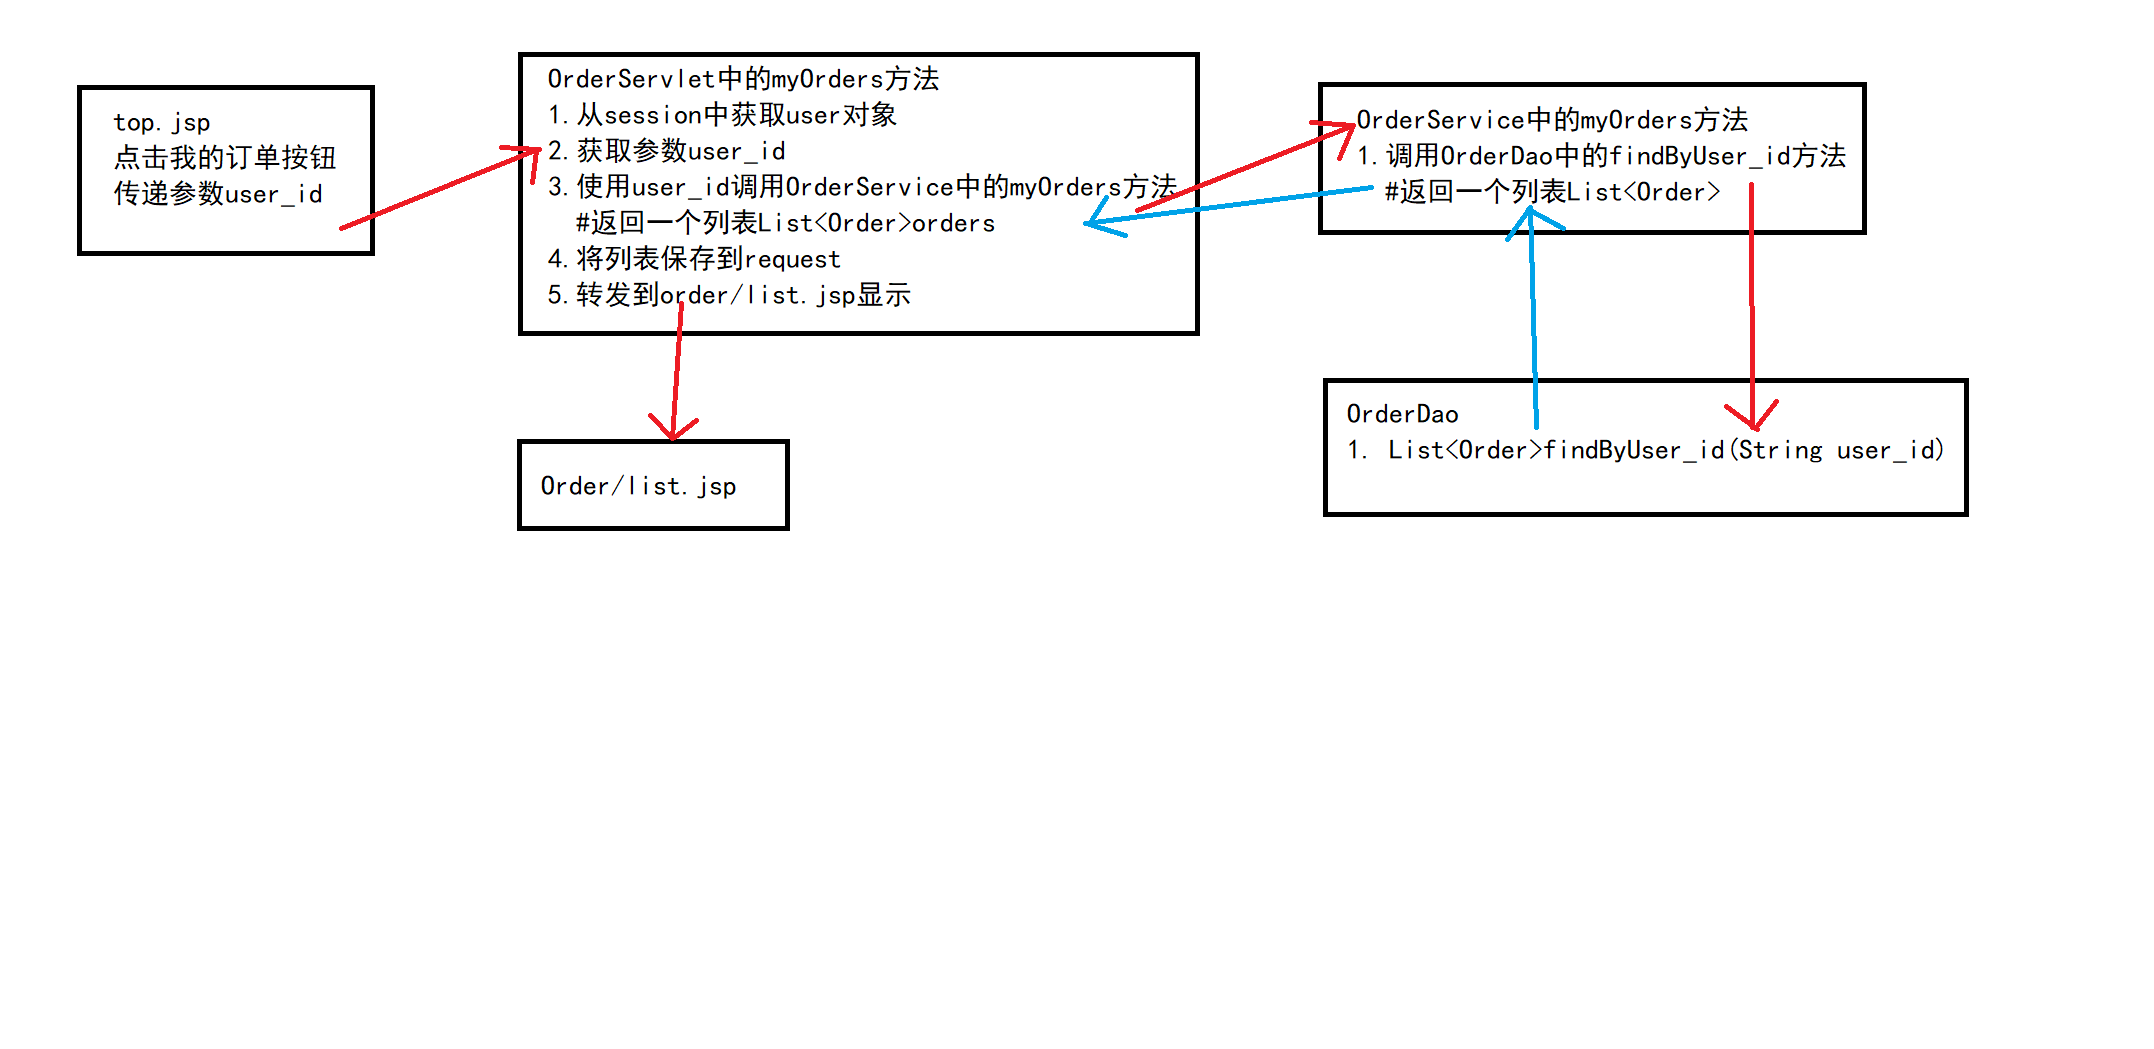 top.jsp
点击我的订单按钮
传递参数user_id
OrderServlet中的myOrders方法
1.从session中获取user对象
2.获取参数user_id
3.使用user_id调用OrderService中的myOrders方法
#返回一个列表List<Order>orders
4.将列表保存到request
5.转发到order/list.jsp显示
OrderService中的myOrders方法
1.调用OrderDao中的findByUser_id方法
#返回一个列表List<Order>
Order/list.jsp
OrderDao
1. List<Order>findByUser_id(String user_id)